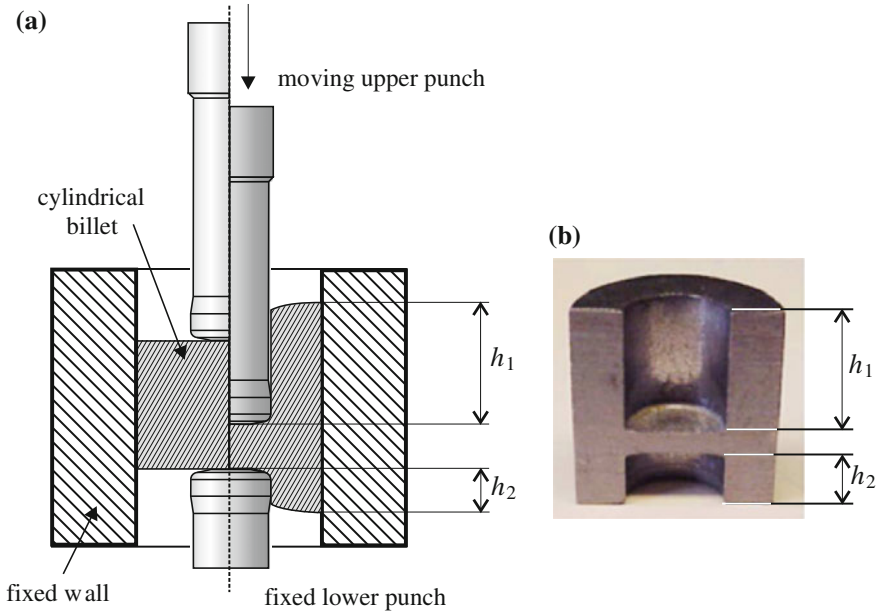 (a)
moving upper punch
cylindrical
billet
(b)
h1
h1
h2
h2
fixed wall
fixed lower punch